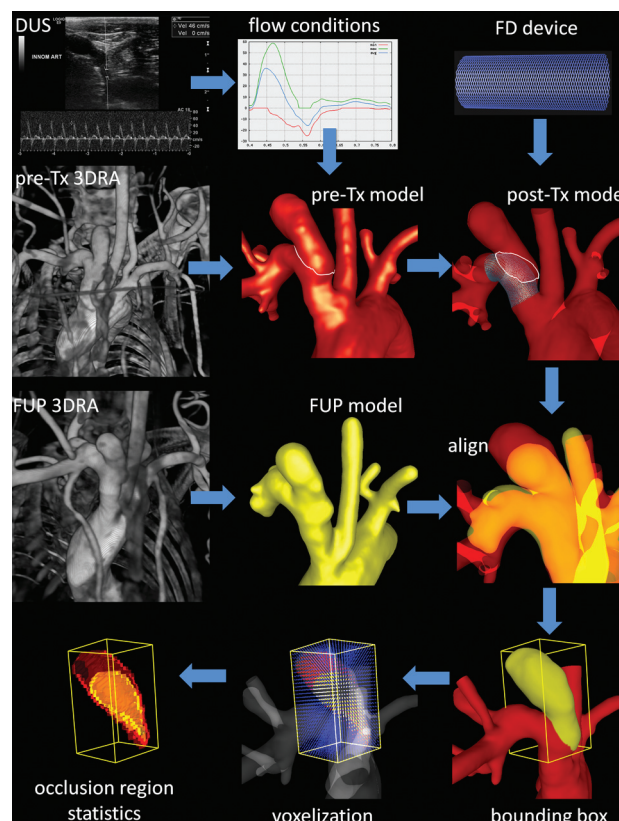 DUS
flow conditions
FD device
INNOM ART
Vel 46 cm/s
Vel 0 cm/s
pre-Tx 3DRA
pre-Tx model
post-Tx mode
FUP 3DRA
FUP model
align
occlusion region
statistics
voxelization
bounding box